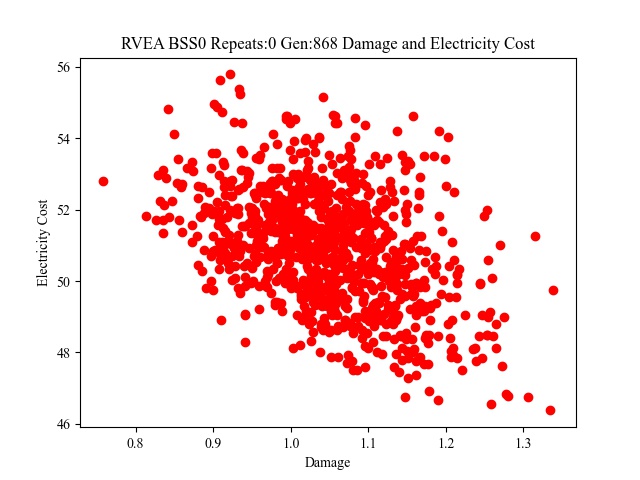 RVEA BSS0 Repeats:0 Gen:868 Damage and Electricity Cost
56
54
52
50
48
46
Electricity Cost
0.8 0.9 1.0 1.1 1.2 1.3
Damage